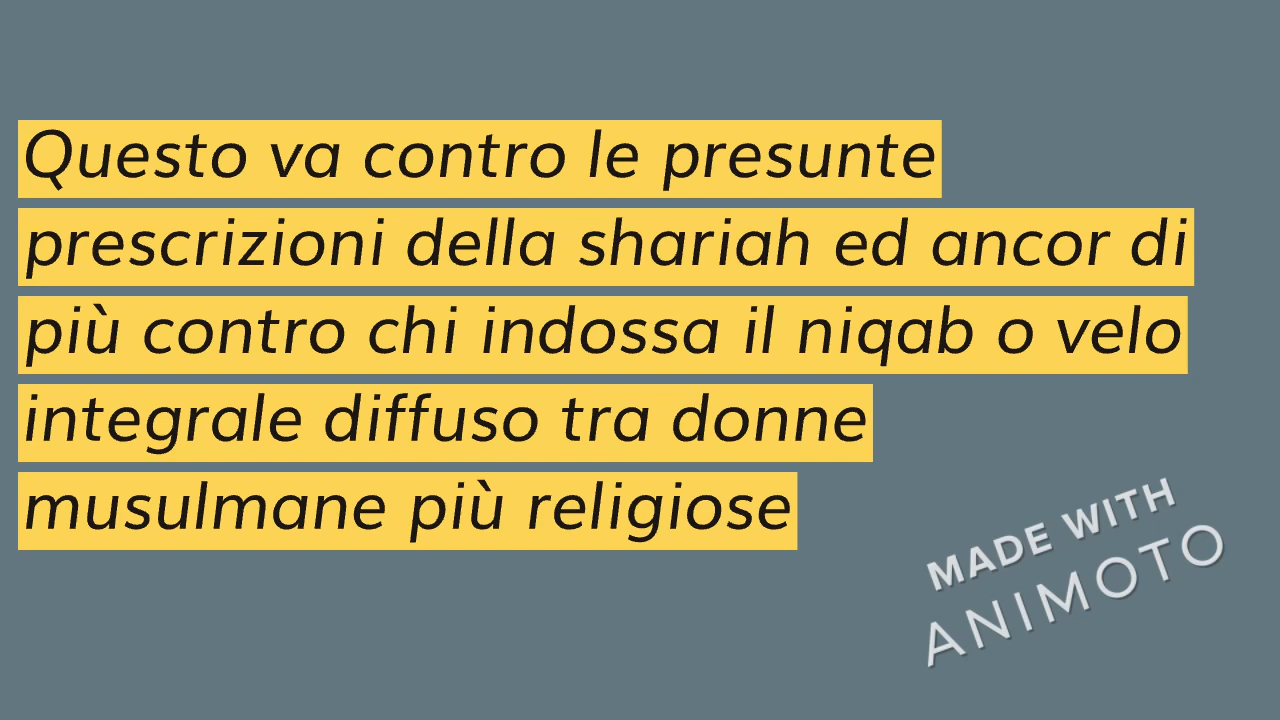 Questo va contro le presunte
prescrizioni della shariah ed ancor di
più contro chi indossa il niqab o velo
integrale diffuso tra donne
musulmane più religiose
MADE WITH
ANIMOTO